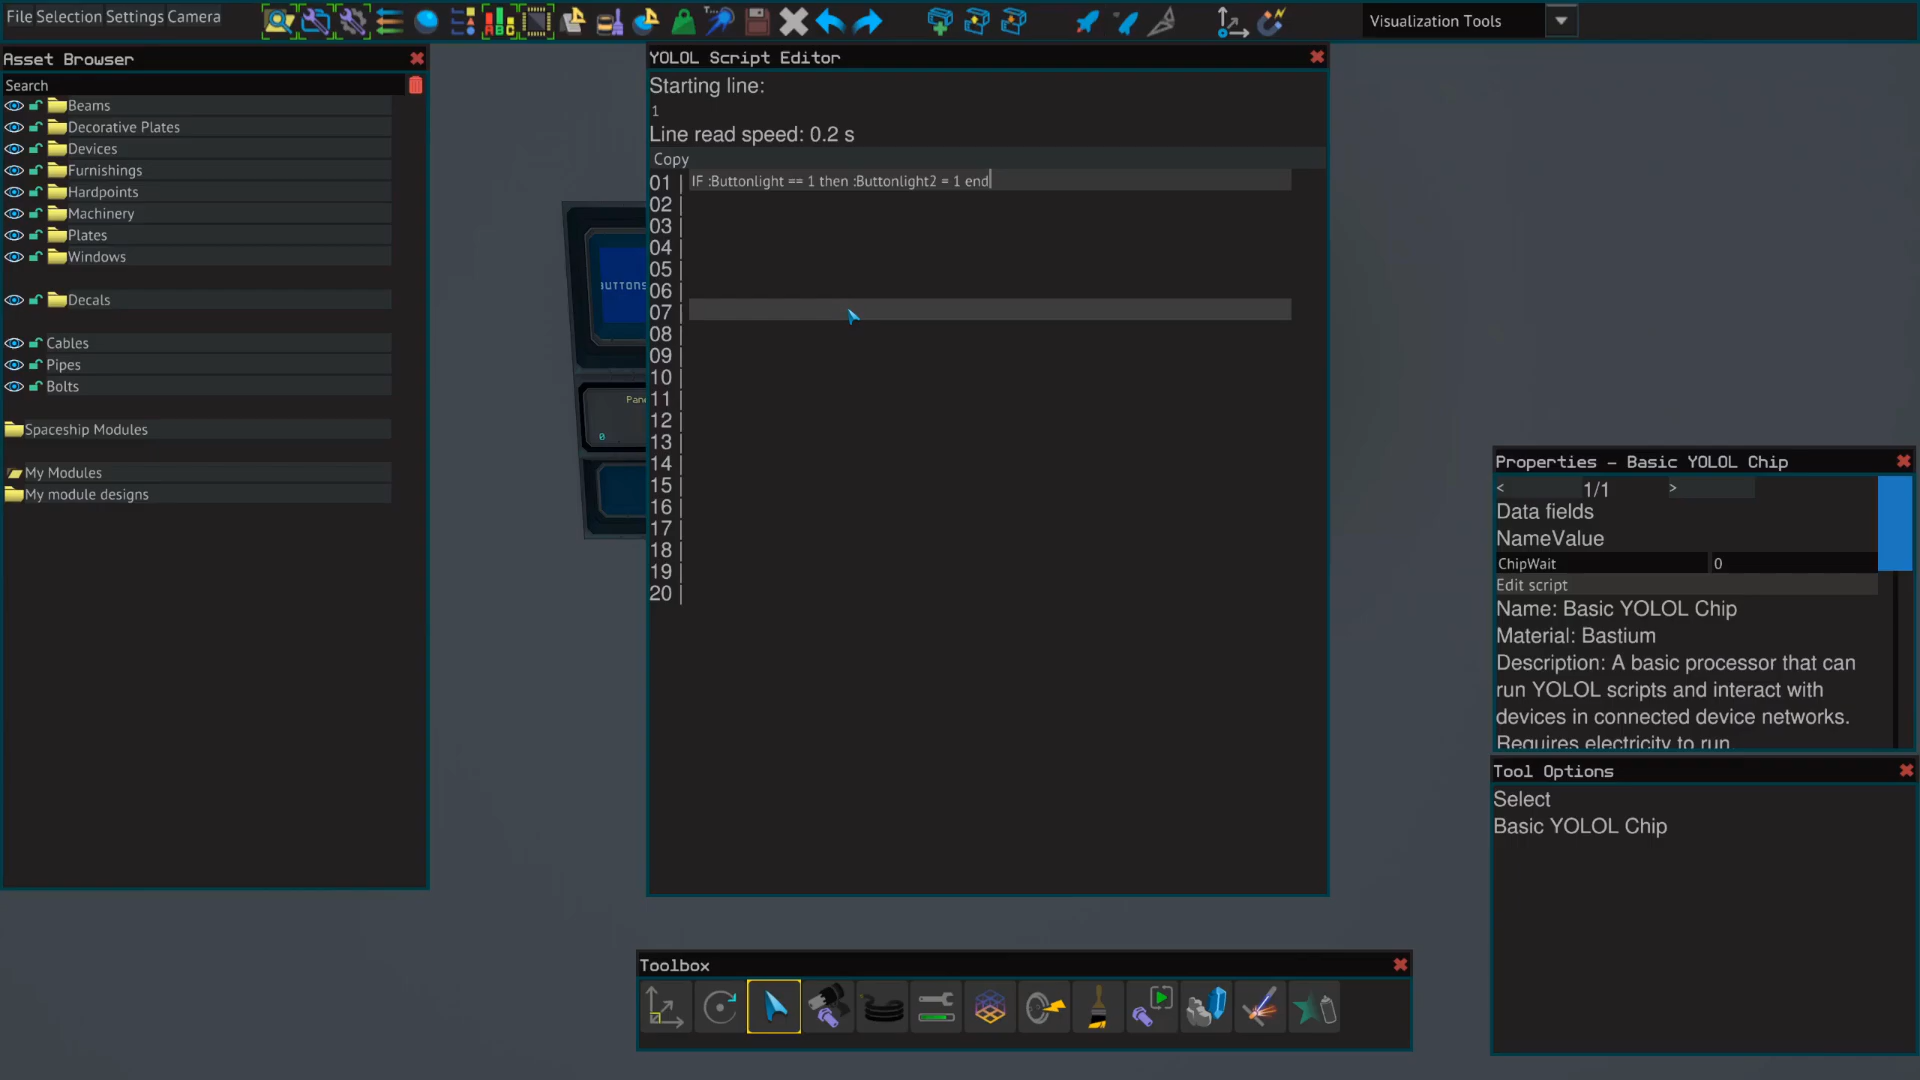 File Selection Settings Camera
Visualization Tools
Asset Browser
Search
Beams
Decorative Plates
Devices
Furnishings
Hardpoints
Machinery
Plates
Windows
Decals
Cables
Pipes
Bolts
Spaceship Modules
My Modules
My module designs
YOLOL Script Editor
Starting line:
1
Line read speed: 0.2 s
Copy
01 | IF :Buttonlight == 1 then :Buttonlight2 = 1 end
02 |
03 |
04 |
05 |
06 |
07 |
08 |
09 |
10 |
11 |
12 |
13 |
14 |
15 |
16 |
17 |
18 |
19 |
20 |
0
Properties - Basic YOLOL Chip
< 1/1 >
Data fields
NameValue
ChipWait 0
Edit script
Name: Basic YOLOL Chip
Material: Bastium
Description: A basic processor that can
run YOLOL scripts and interact with
devices in connected device networks.
Requires electricity to run
Tool Options
Select
Basic YOLOL Chip
Toolbox